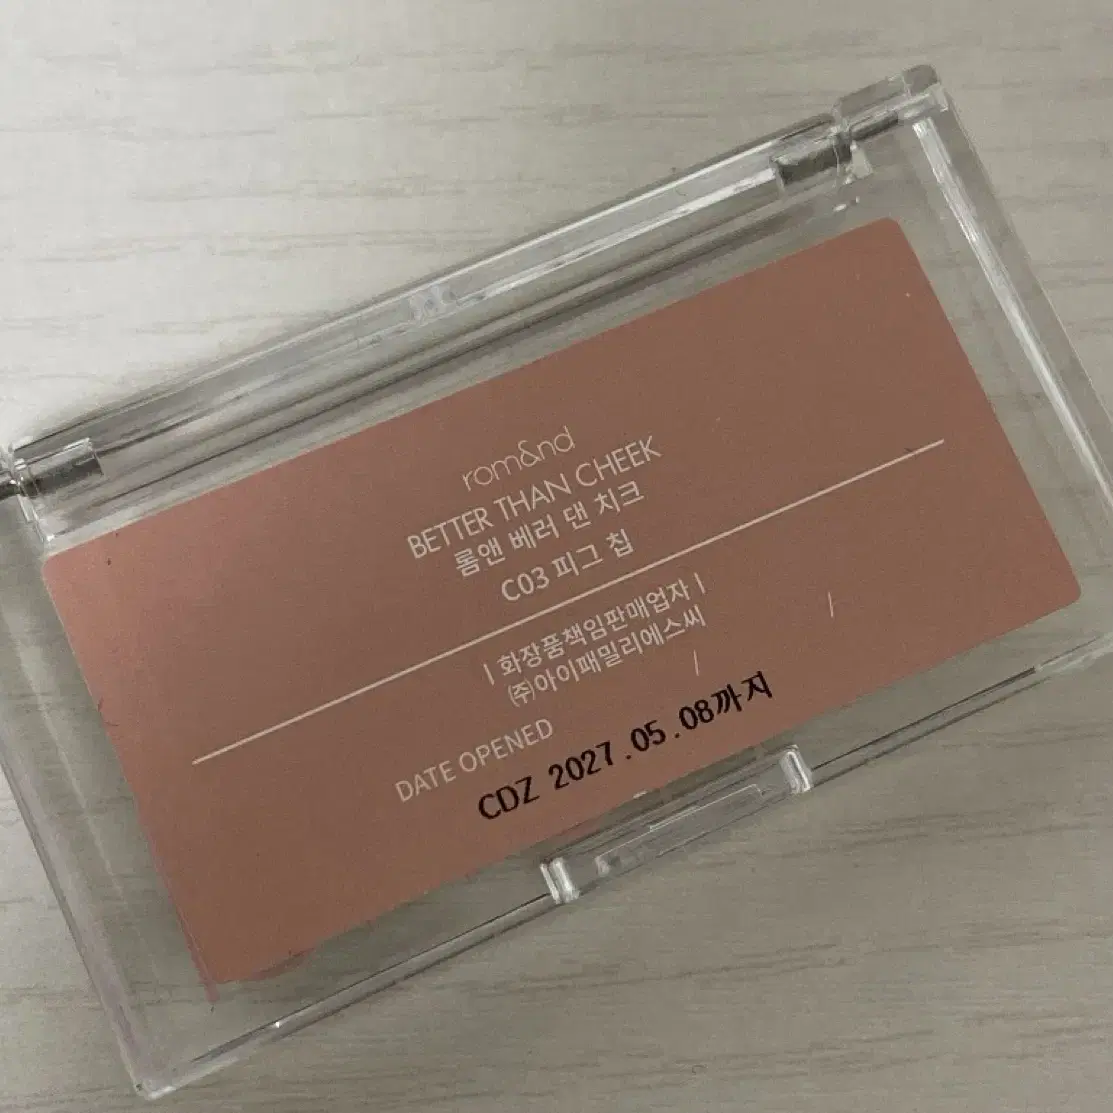 rom&nd
BETTER THAN CHEEK
롬앤 베러 댄 치크
C03 피그 칩
| 화장품책임판매업자 |
㈜아이패밀리에스씨
DATE OPENED / /
CDZ 2027.05.08까지